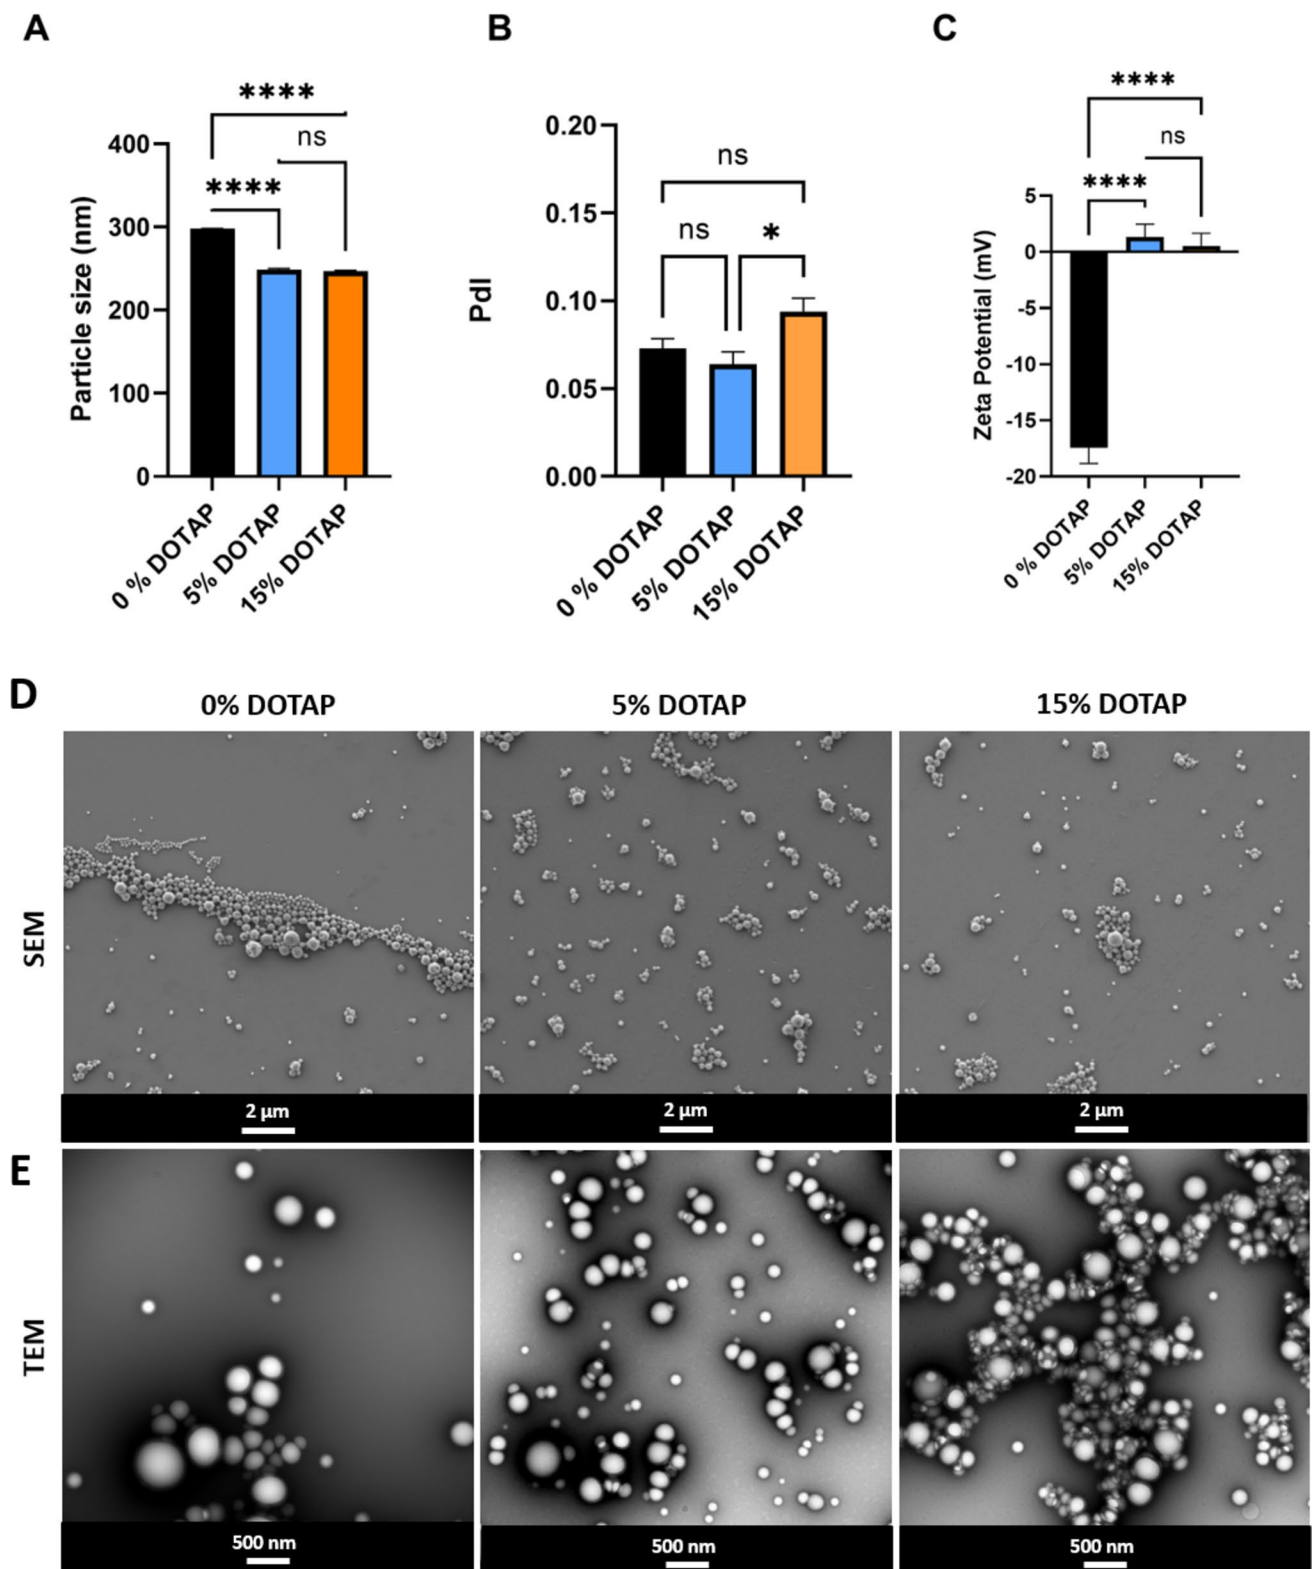 A
B
C
****
ns
****
400
300
200
100
0
Particle size (nm)
0 % DOTAP
5% DOTAP
15% DOTAP
ns
ns
*
0.20
0.15
0.10
0.05
0.00
PdI
0 % DOTAP
5% DOTAP
15% DOTAP
****
ns
****
5
0
-5
-10
-15
-20
Zeta Potential (mV)
0 % DOTAP
5% DOTAP
15% DOTAP
D
0% DOTAP
5% DOTAP
15% DOTAP
SEM
2 µm
2 µm
2 µm
E
TEM
500 nm
500 nm
500 nm